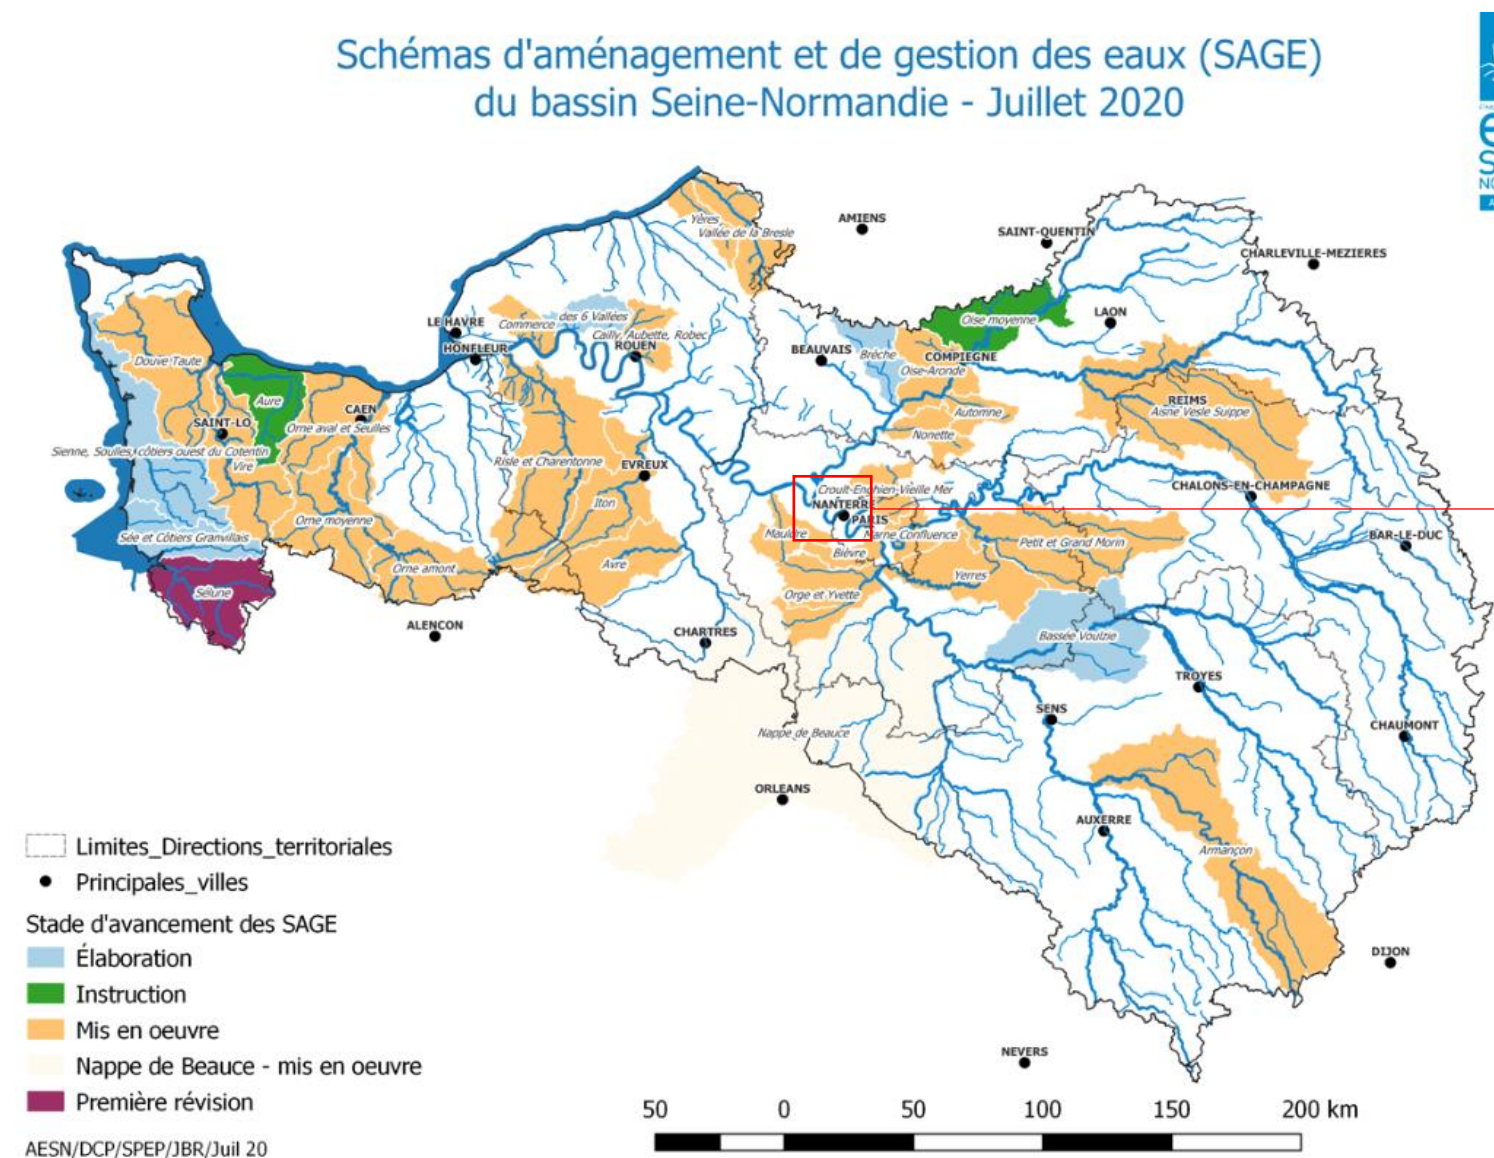 Schémas d'aménagement et de gestion des eaux (SAGE)
du bassin Seine-Normandie - Juillet 2020
AMIENS
SAINT-QUENTIN
CHARLEVILLE-MEZIERES
Yères
Vallée de la Bresle
LE HAVRE
HONFLEUR
Commerce
des 6 Vallées
Cailly, Aubette, Robec
ROUEN
BEAUVAIS
Brèche
COMPIEGNE
Oise-Aronde
Oise moyenne
LAON
Automne
Nonette
REIMS
Aisne Vesle Suippe
Douve Taute
Aure
SAINT-LO
CAEN
Orne aval et Seulles
Sienne, Soulles, côtiers ouest du Cotentin
Vire
Risle et Charentonne
EVREUX
Iton
Croult-Enghien-Vieille Mer
NANTERRE
PARIS
CHALONS-EN-CHAMPAGNE
Mauldre
Marne Confluence
Bièvre
Petit et Grand Morin
BAR-LE-DUC
Orne moyenne
Sée et Côtiers Granvillais
Orne amont
Avre
Yerres
Orge et Yvette
Sélune
ALENCON
CHARTRES
Bassée Voulzie
TROYES
SENS
CHAUMONT
Nappe de Beauce
ORLEANS
AUXERRE
Armançon
DIJON
NEVERS
Limites_Directions_territoriales
Principales_villes
Stade d'avancement des SAGE
Élaboration
Instruction
Mis en oeuvre
Nappe de Beauce - mis en oeuvre
Première révision
50 0 50 100 150 200 km
AESN/DCP/SPEP/JBR/Juil 20